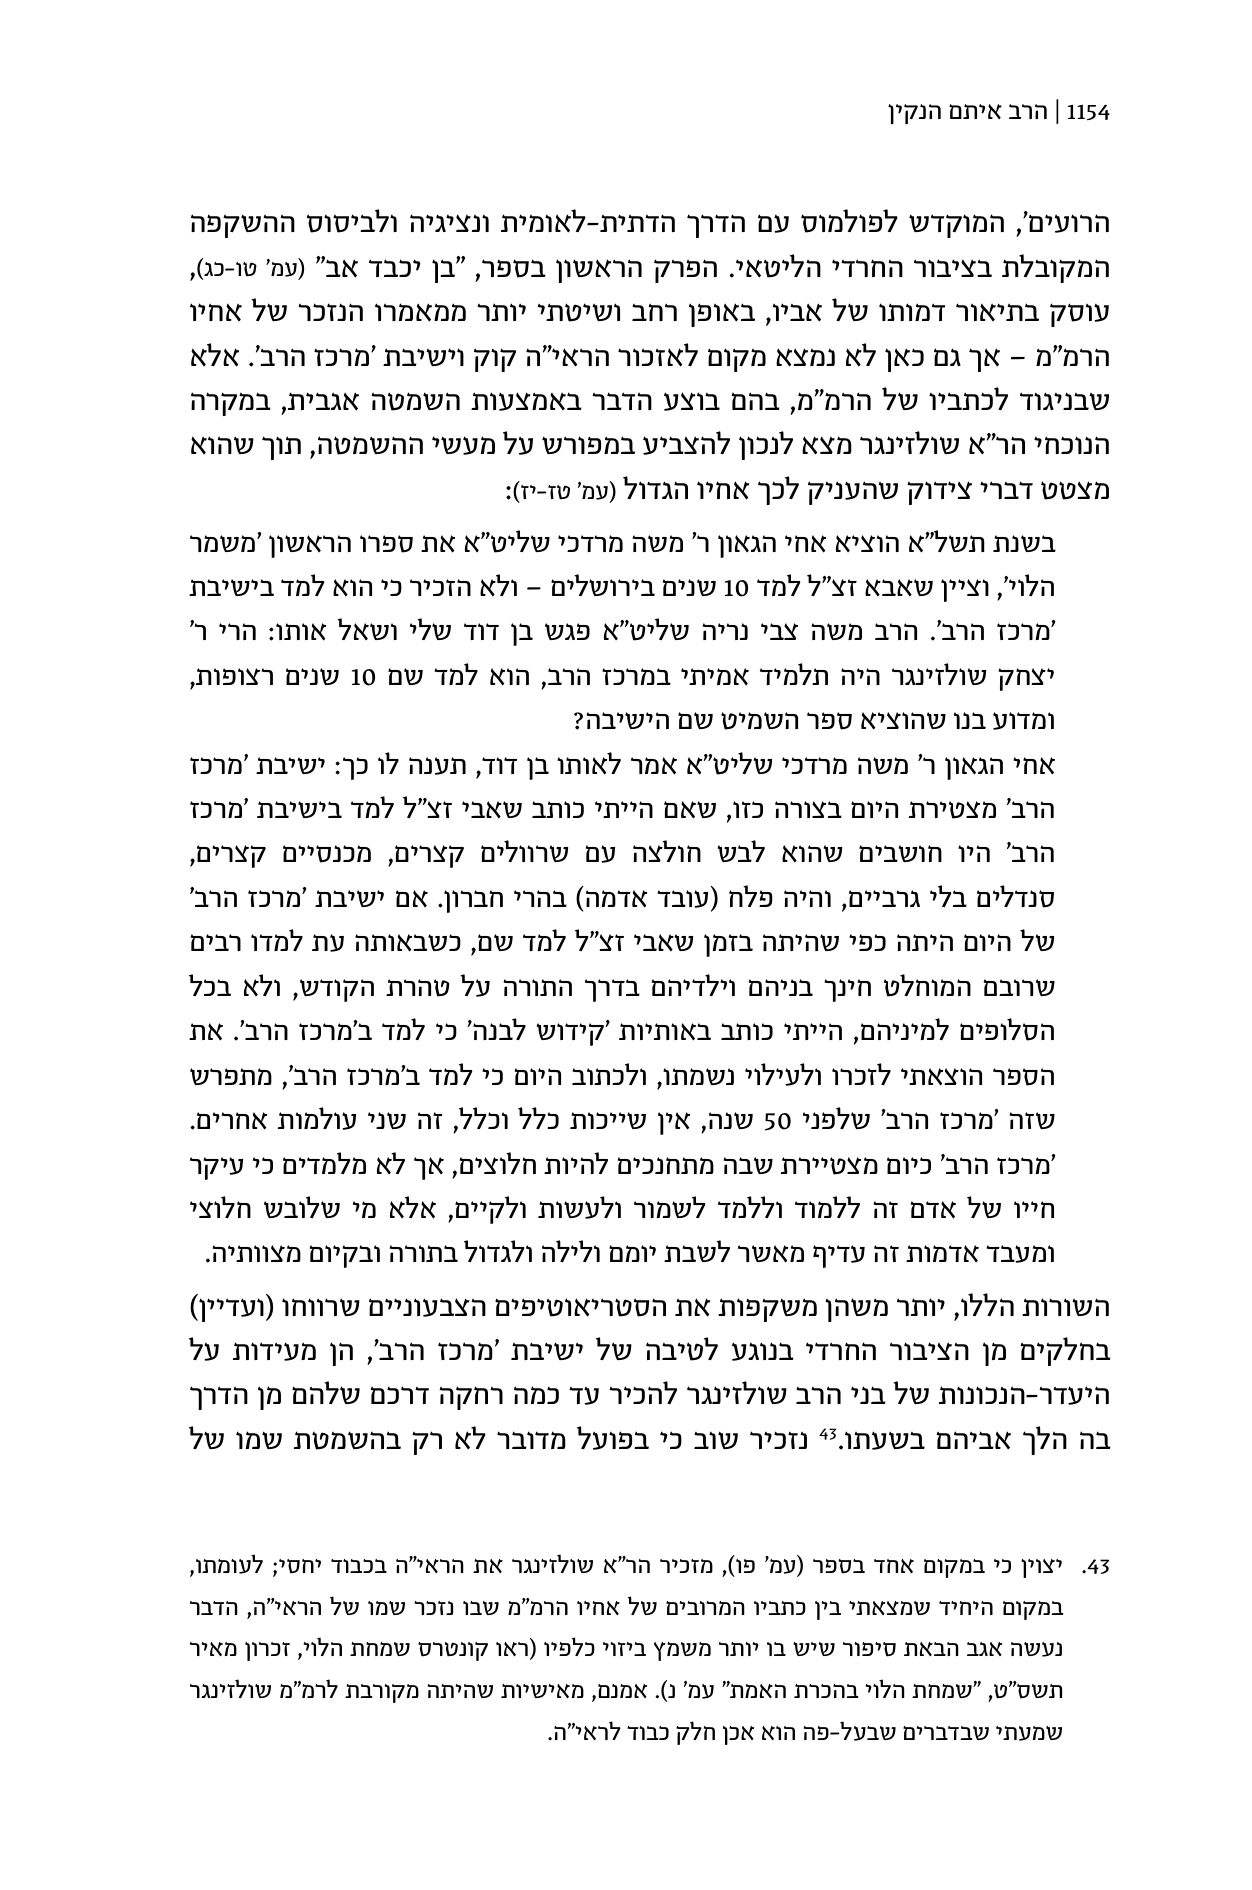 1154 | הרב איתם הנקין
הרועים', המוקדש לפולמוס עם הדרך הדתית-לאומית ונציגיה ולביסוס ההשקפה
המקובלת בציבור החרדי הליטאי. הפרק הראשון בספר, "בן יכבד אב" (עמ' טו-כג),
עוסק בתיאור דמותו של אביו, באופן רחב ושיטתי יותר ממאמרו הנזכר של אחיו
הרמ"מ – אך גם כאן לא נמצא מקום לאזכור הראי"ה קוק וישיבת 'מרכז הרב'. אלא
שבניגוד לכתביו של הרמ"מ, בהם בוצע הדבר באמצעות השמטה אגבית, במקרה
הנוכחי הר"א שולזינגר מצא לנכון להצביע במפורש על מעשי ההשמטה, תוך שהוא
מצטט דברי צידוק שהעניק לכך אחיו הגדול (עמ' טז-יז):
בשנת תשל"א הוציא אחי הגאון ר' משה מרדכי שליט"א את ספרו הראשון 'משמר
הלוי', וציין שאבא זצ"ל למד 10 שנים בירושלים – ולא הזכיר כי הוא למד בישיבת
'מרכז הרב'. הרב משה צבי נריה שליט"א פגש בן דוד שלי ושאל אותו: הרי ר'
יצחק שולזינגר היה תלמיד אמיתי במרכז הרב, הוא למד שם 10 שנים רצופות,
ומדוע בנו שהוציא ספר השמיט שם הישיבה?
אחי הגאון ר' משה מרדכי שליט"א אמר לאותו בן דוד, תענה לו כך: ישיבת 'מרכז
הרב' מצטירת היום בצורה כזו, שאם הייתי כותב שאבי זצ"ל למד בישיבת 'מרכז
הרב' היו חושבים שהוא לבש חולצה עם שרוולים קצרים, מכנסיים קצרים,
סנדלים בלי גרביים, והיה פלח (עובד אדמה) בהרי חברון. אם ישיבת 'מרכז הרב'
של היום היתה כפי שהיתה בזמן שאבי זצ"ל למד שם, כשבאותה עת למדו רבים
שרובם המוחלט חינך בניהם וילדיהם בדרך התורה על טהרת הקודש, ולא בכל
הסלופים למיניהם, הייתי כותב באותיות 'קידוש לבנה' כי למד ב'מרכז הרב'. את
הספר הוצאתי לזכרו ולעילוי נשמתו, ולכתוב היום כי למד ב'מרכז הרב', מתפרש
שזה 'מרכז הרב' שלפני 50 שנה, אין שייכות כלל וכלל, זה שני עולמות אחרים.
'מרכז הרב' כיום מצטיירת שבה מתחנכים להיות חלוצים, אך לא מלמדים כי עיקר
חייו של אדם זה ללמוד וללמד לשמור ולעשות ולקיים, אלא מי שלובש חלוצי
ומעבד אדמות זה עדיף מאשר לשבת יומם ולילה ולגדול בתורה ובקיום מצוותיה.
השורות הללו, יותר משהן משקפות את הסטריאוטיפים הצבעוניים שרווחו (ועדיין)
בחלקים מן הציבור החרדי בנוגע לטיבה של ישיבת 'מרכז הרב', הן מעידות על
היעדר-הנכונות של בני הרב שולזינגר להכיר עד כמה רחקה דרכם שלהם מן הדרך
בה הלך אביהם בשעתו.43 נזכיר שוב כי בפועל מדובר לא רק בהשמטת שמו של
43. יצוין כי במקום אחד בספר (עמ' פו), מזכיר הר"א שולזינגר את הראי"ה בכבוד יחסי; לעומתו,
במקום היחיד שמצאתי בין כתביו המרובים של אחיו הרמ"מ שבו נזכר שמו של הראי"ה, הדבר
נעשה אגב הבאת סיפור שיש בו יותר משמץ ביזוי כלפיו (ראו קונטרס שמחת הלוי, זכרון מאיר
תשס"ט, "שמחת הלוי בהכרת האמת" עמ' נ). אמנם, מאישיות שהיתה מקורבת לרמ"מ שולזינגר
שמעתי שבדברים שבעל-פה הוא אכן חלק כבוד לראי"ה.